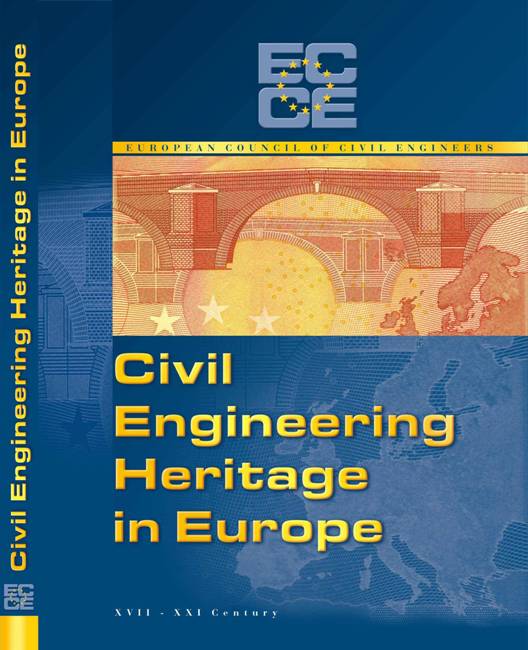 Civil Engineering Heritage in Europe
EC
CE
EC
CE
EUROPEAN COUNCIL OF CIVIL ENGINEERS
Civil
Engineering
Heritage
in Europe
XVII - XXI Century